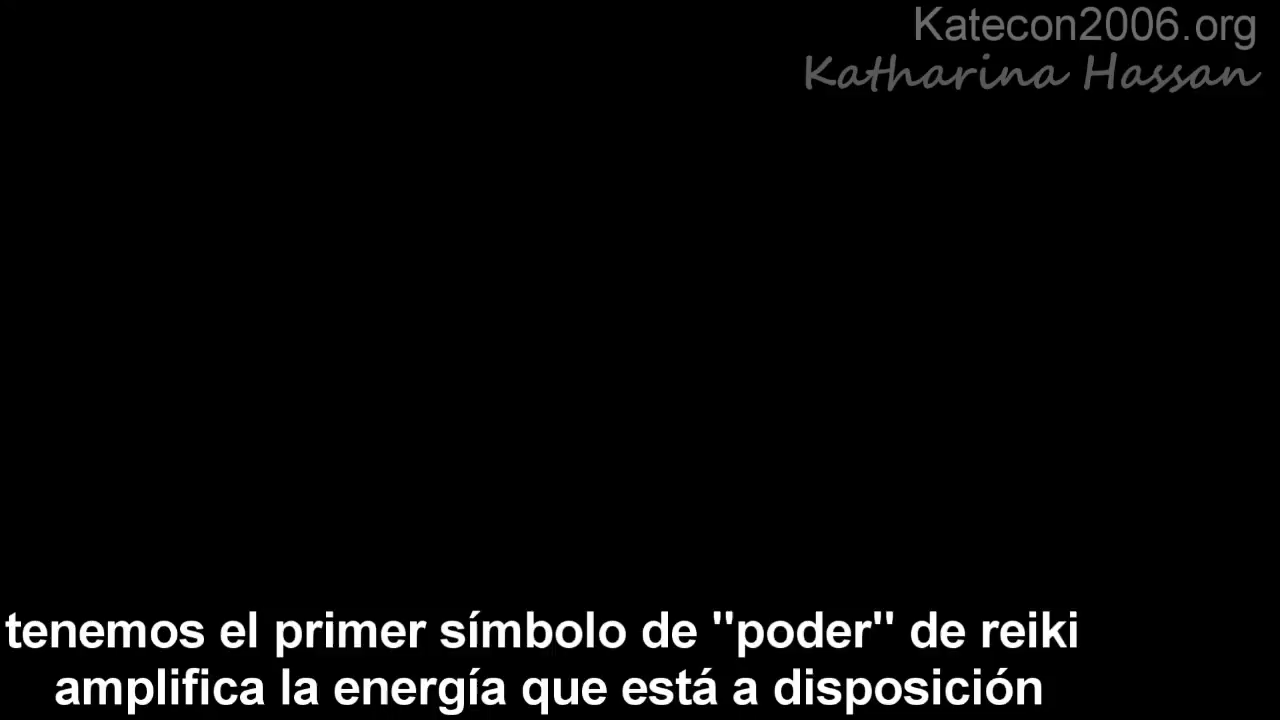 Katecon2006.org
Katharina Hassan
tenemos el primer símbolo de "poder" de reiki
amplifica la energía que está a disposición